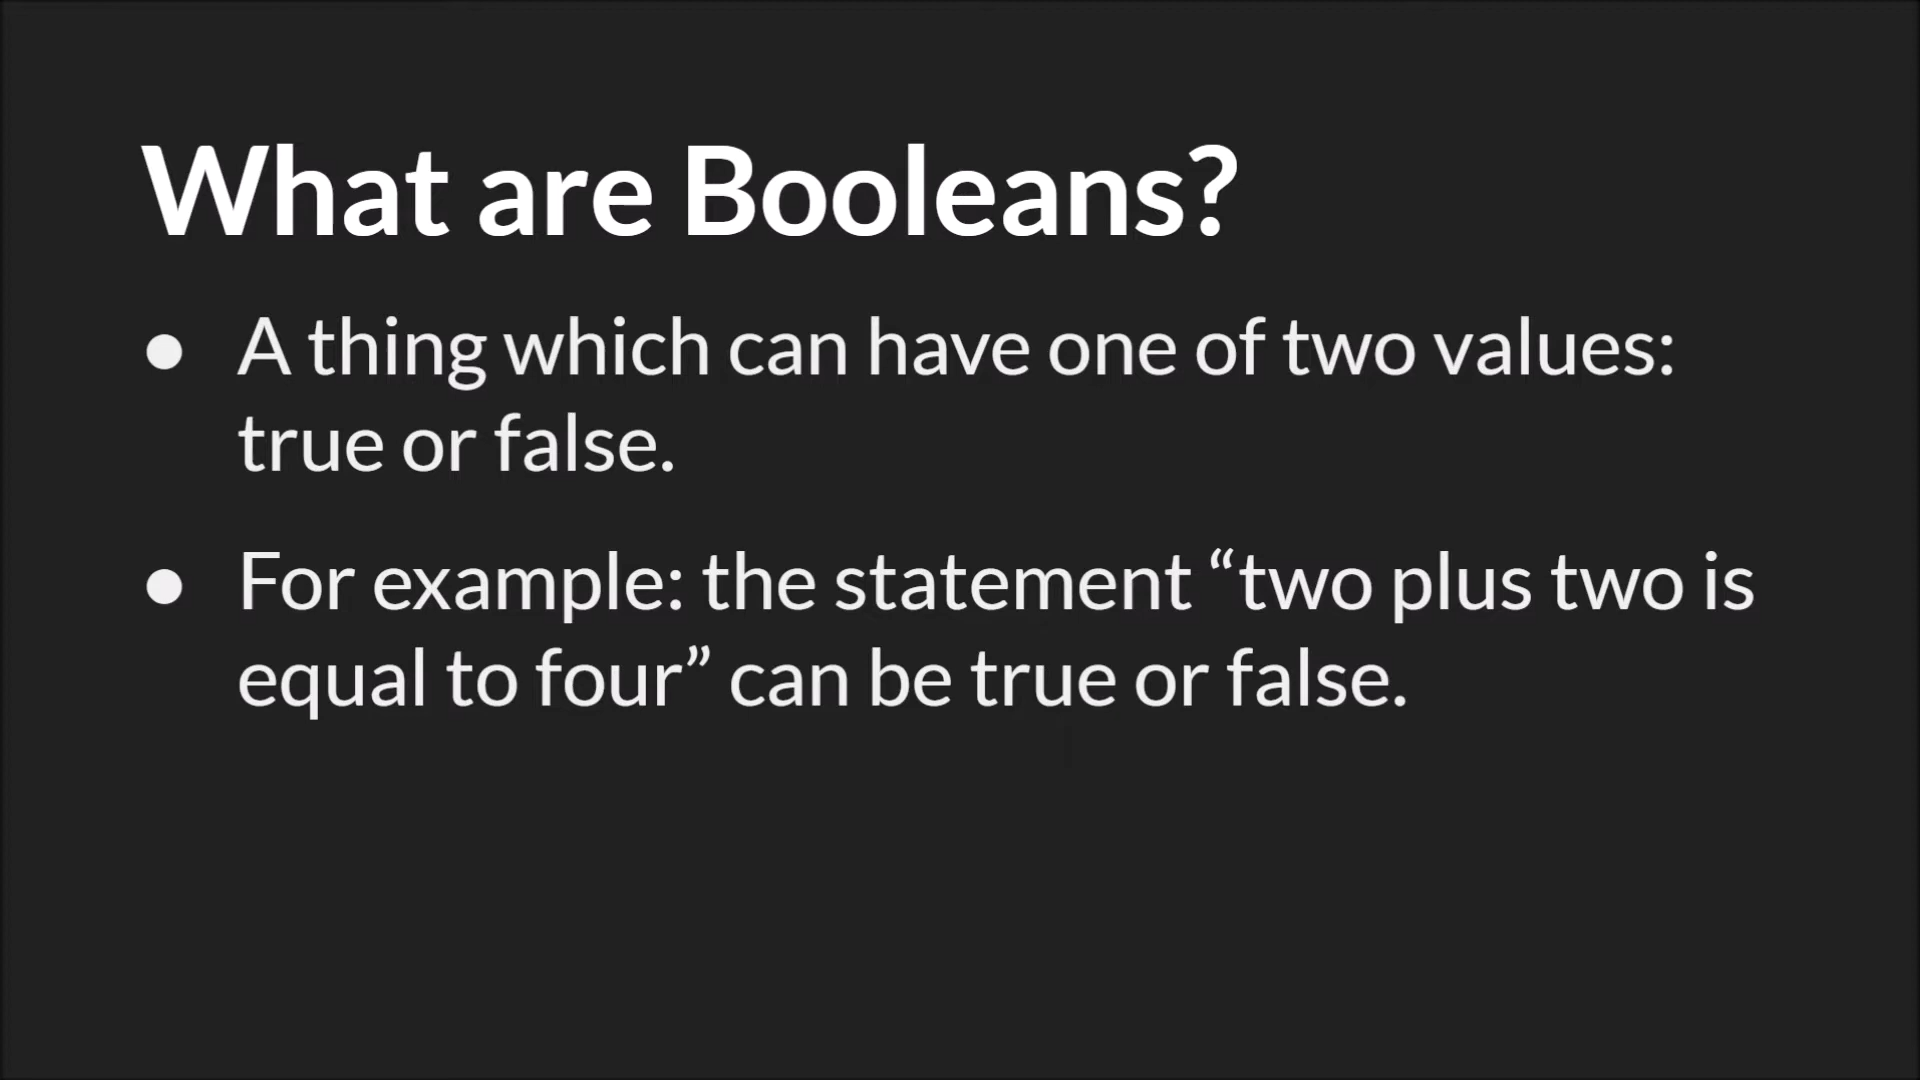 What are Booleans?
● A thing which can have one of two values:
true or false.
● For example: the statement “two plus two is
equal to four” can be true or false.